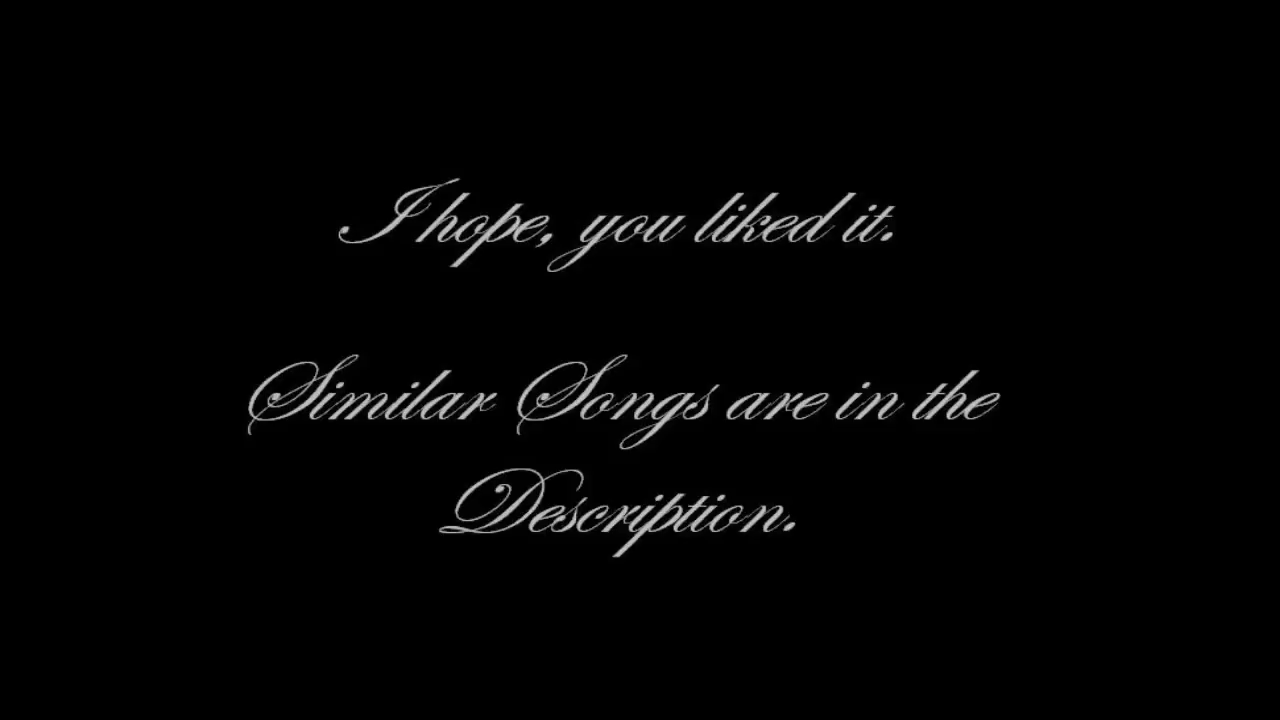 I hope, you liked it.
Similar Songs are in the
Description.